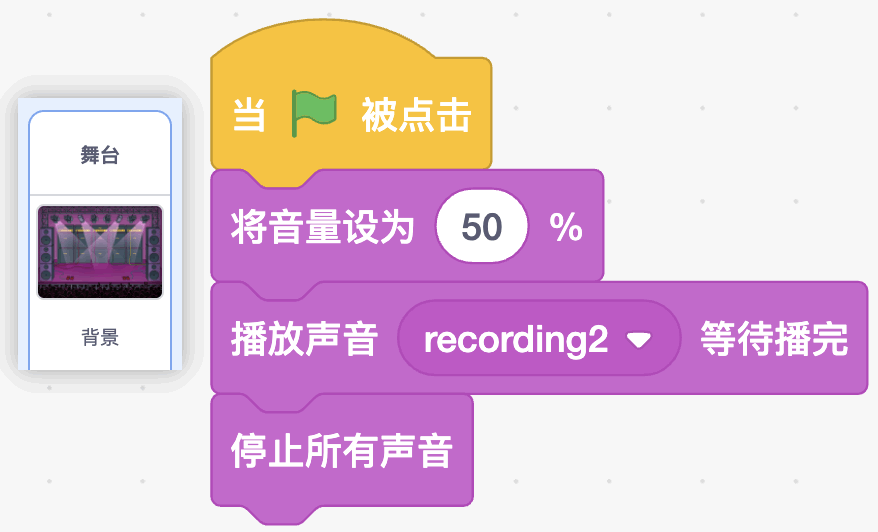 舞台
背景
当 被点击
将音量设为 50 %
播放声音 recording2 等待播完
停止所有声音